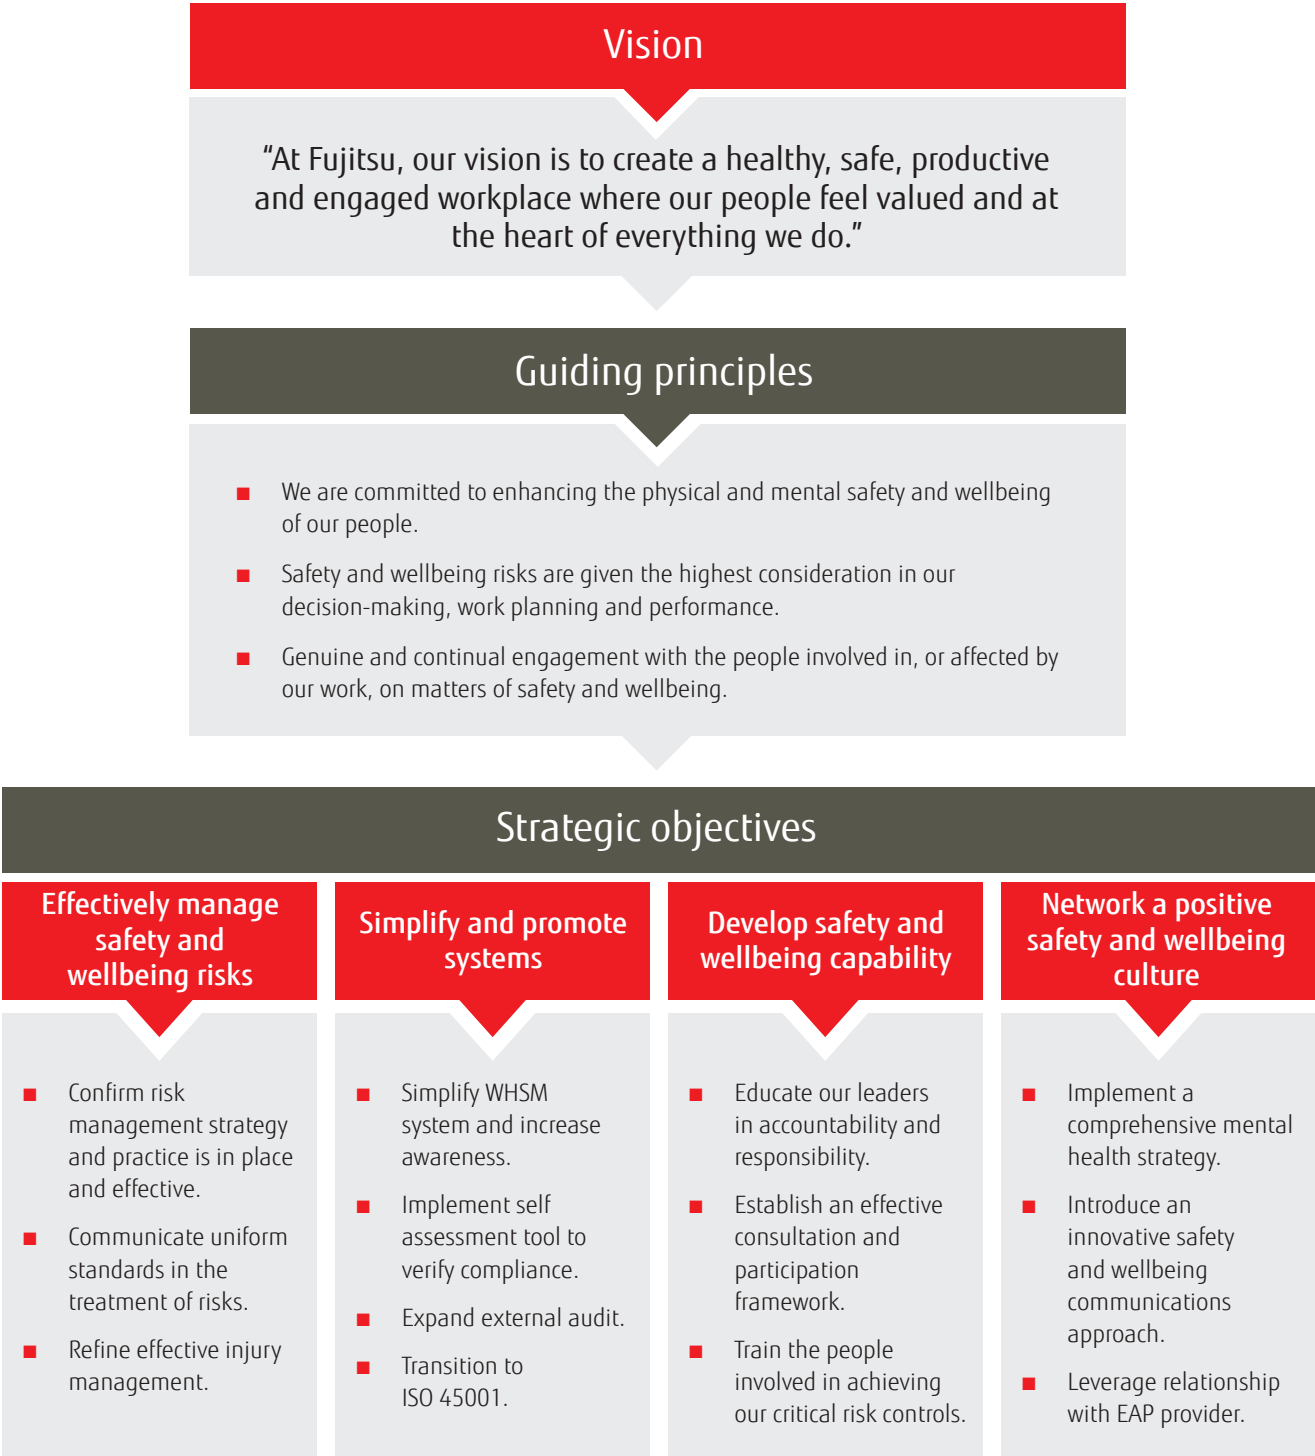 Vision
"At Fujitsu, our vision is to create a healthy, safe, productive
and engaged workplace where our people feel valued and at
the heart of everything we do."
Guiding principles
■ We are committed to enhancing the physical and mental safety and wellbeing
of our people.
■ Safety and wellbeing risks are given the highest consideration in our
decision-making, work planning and performance.
■ Genuine and continual engagement with the people involved in, or affected by
our work, on matters of safety and wellbeing.
Strategic objectives
Effectively manage
safety and
wellbeing risks
■ Confirm risk
management strategy
and practice is in place
and effective.
■ Communicate uniform
standards in the
treatment of risks.
■ Refine effective injury
management.
Simplify and promote
systems
■ Simplify WHSM
system and increase
awareness.
■ Implement self
assessment tool to
verify compliance.
■ Expand external audit.
■ Transition to
ISO 45001.
Develop safety and
wellbeing capability
■ Educate our leaders
in accountability and
responsibility.
■ Establish an effective
consultation and
participation
framework.
■ Train the people
involved in achieving
our critical risk controls.
Network a positive
safety and wellbeing
culture
■ Implement a
comprehensive mental
health strategy.
■ Introduce an
innovative safety
and wellbeing
communications
approach.
■ Leverage relationship
with EAP provider.